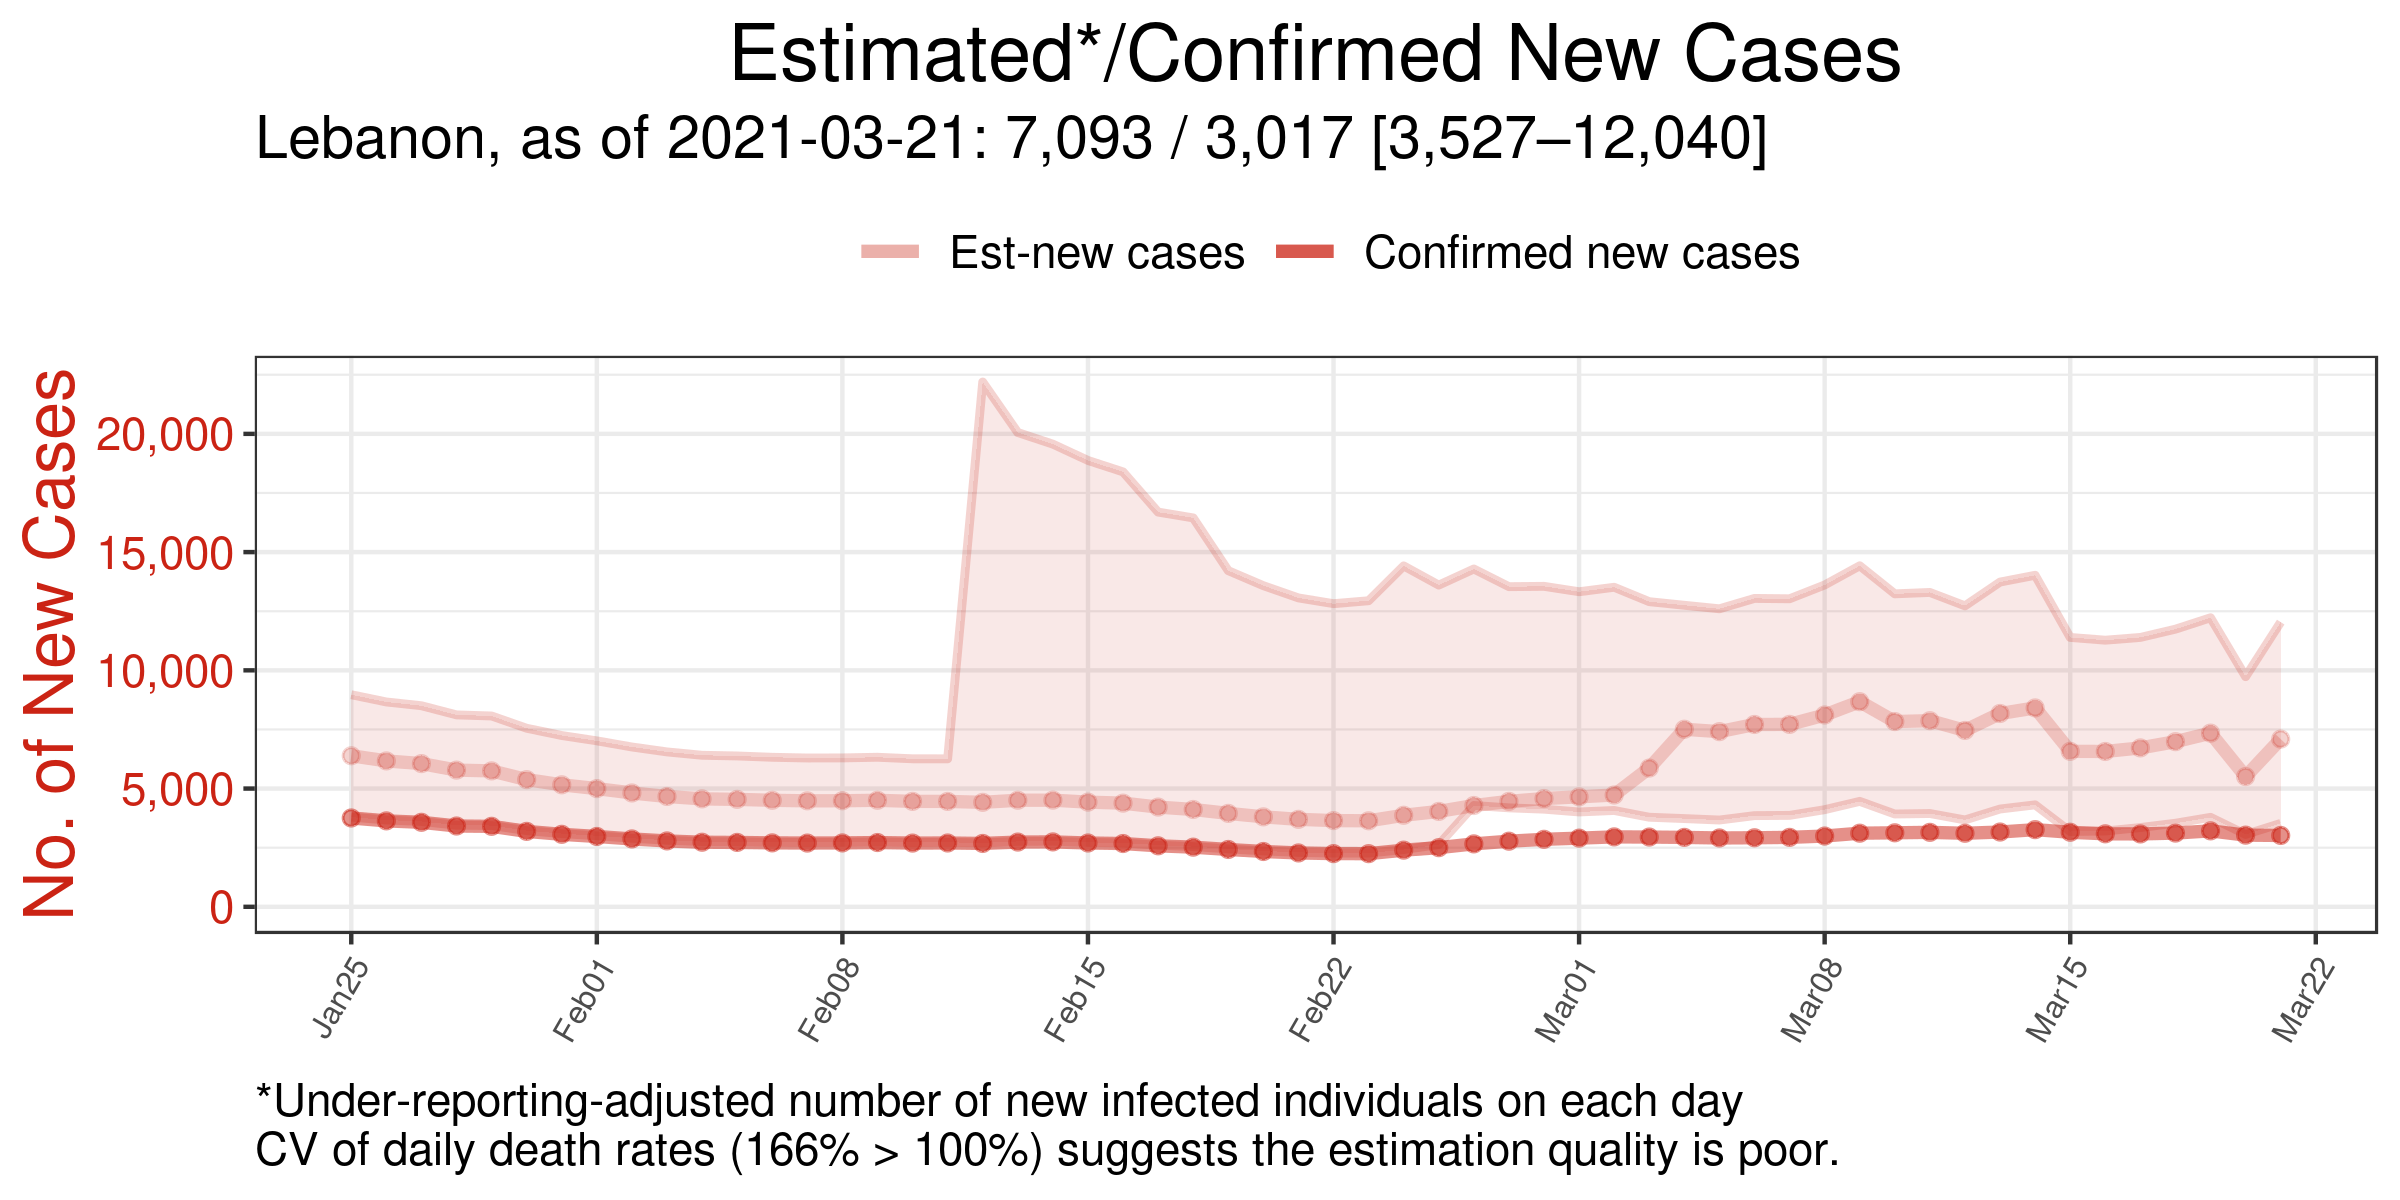 Estimated*/Confirmed New Cases
Lebanon, as of 2021-03-21: 7,093 / 3,017 [3,527–12,040]
Est-new cases
Confirmed new cases
No. of New Cases
20,000
15,000
10,000
5,000
0
Jan25
Feb01
Feb08
Feb15
Feb22
Mar01
Mar08
Mar15
Mar22
*Under-reporting-adjusted number of new infected individuals on each day
CV of daily death rates (166% > 100%) suggests the estimation quality is poor.